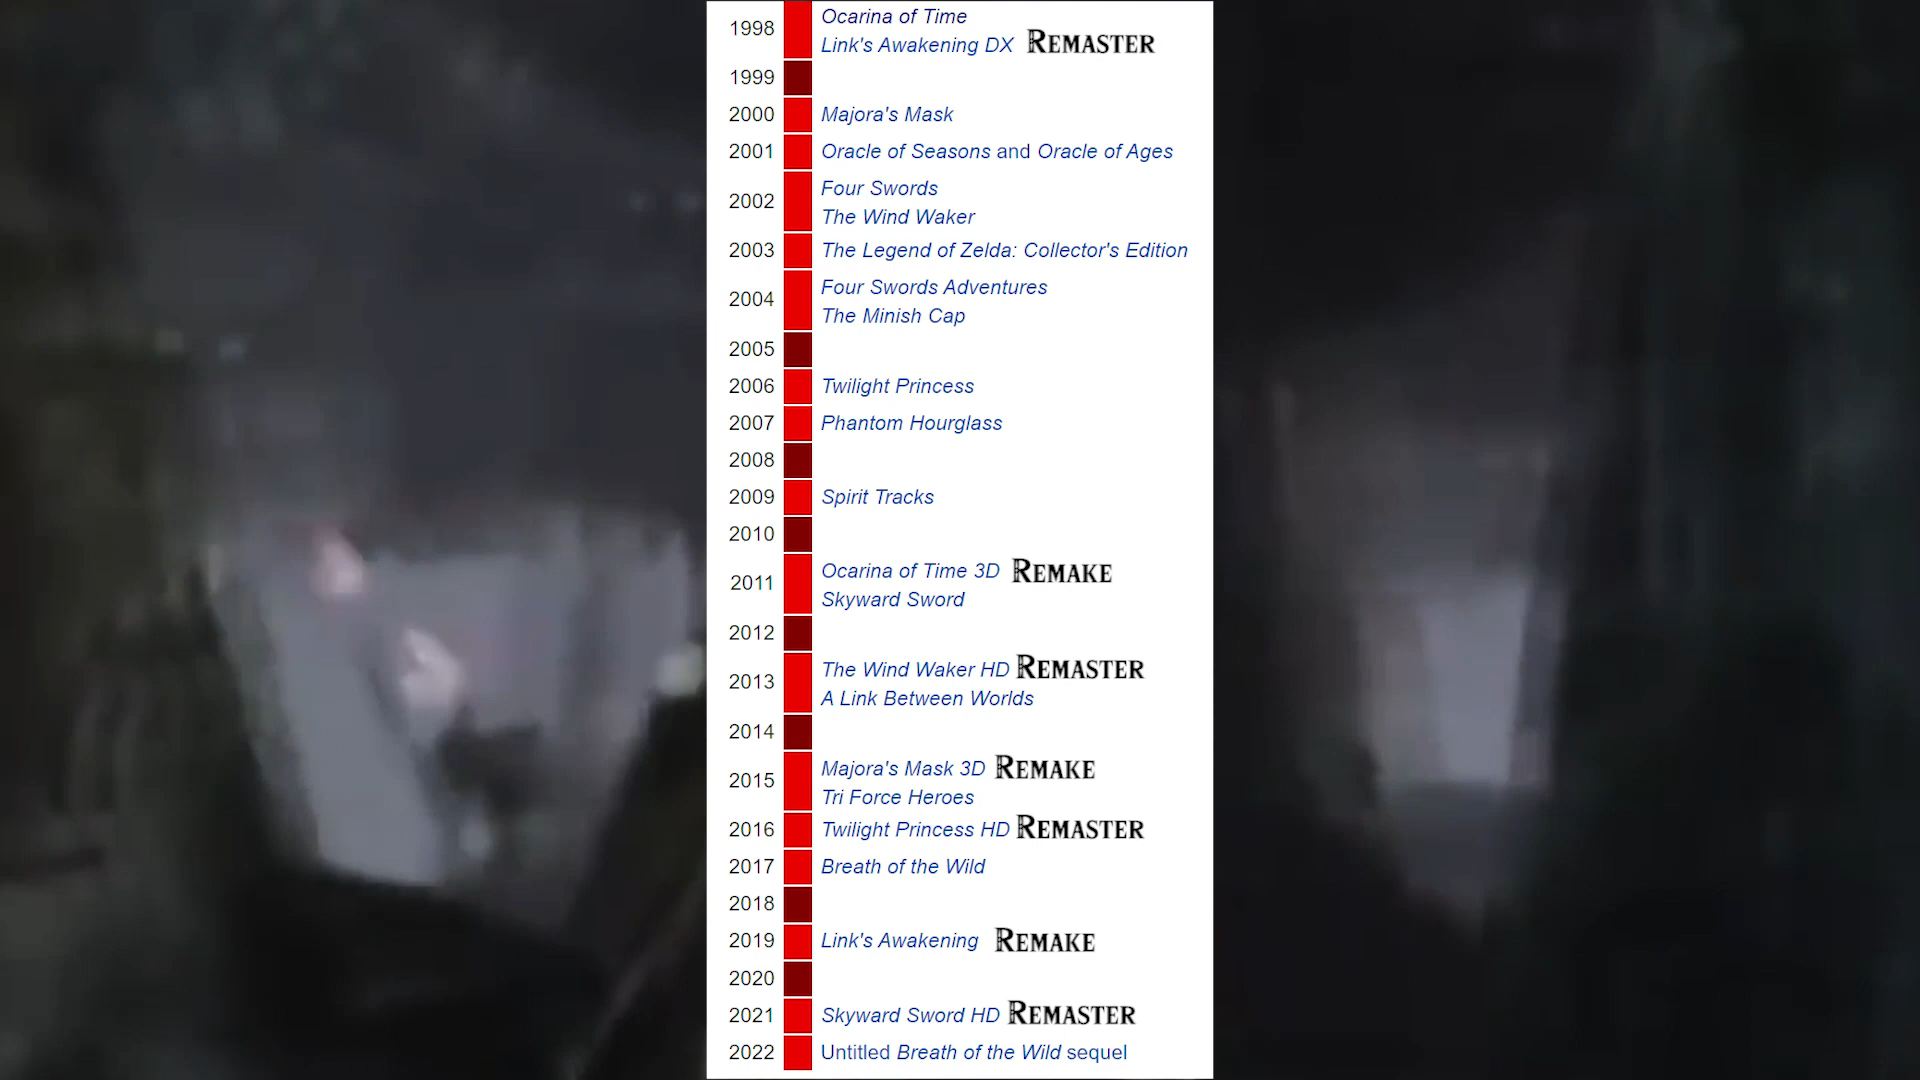 1998
Ocarina of Time
Link's Awakening DX REMASTER
1999
2000 Majora's Mask
2001 Oracle of Seasons and Oracle of Ages
2002
Four Swords
The Wind Waker
2003 The Legend of Zelda: Collector's Edition
2004
Four Swords Adventures
The Minish Cap
2005
2006 Twilight Princess
2007 Phantom Hourglass
2008
2009 Spirit Tracks
2010
2011
Ocarina of Time 3D REMAKE
Skyward Sword
2012
2013
The Wind Waker HD REMASTER
A Link Between Worlds
2014
2015
Majora's Mask 3D REMAKE
Tri Force Heroes
2016 Twilight Princess HD REMASTER
2017 Breath of the Wild
2018
2019 Link's Awakening REMAKE
2020
2021 Skyward Sword HD REMASTER
2022 Untitled Breath of the Wild sequel